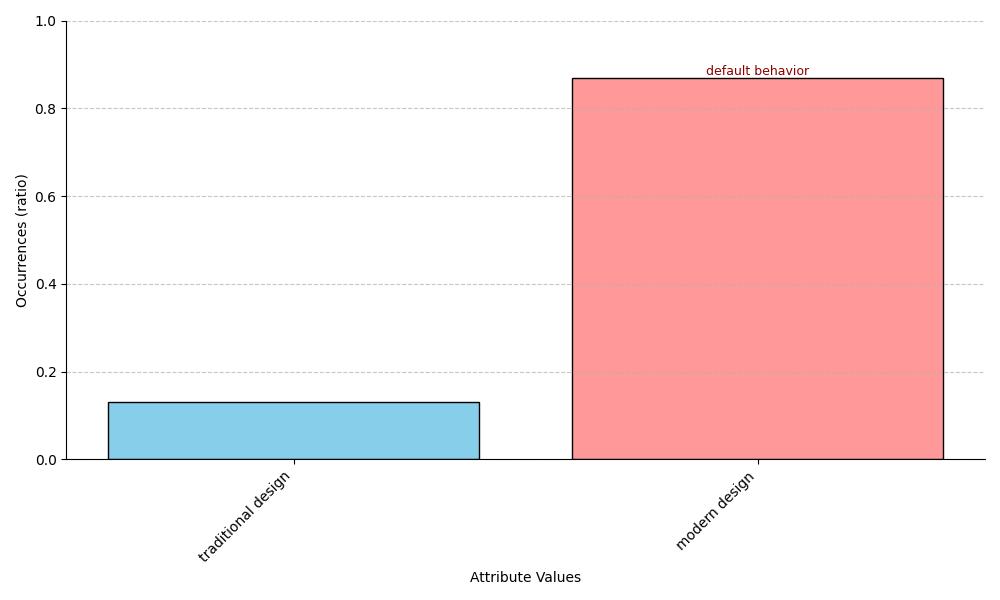 1.0
default behavior
0.8
0.6
0.4
0.2
0.0
Occurrences (ratio)
traditional design
modern design
Attribute Values